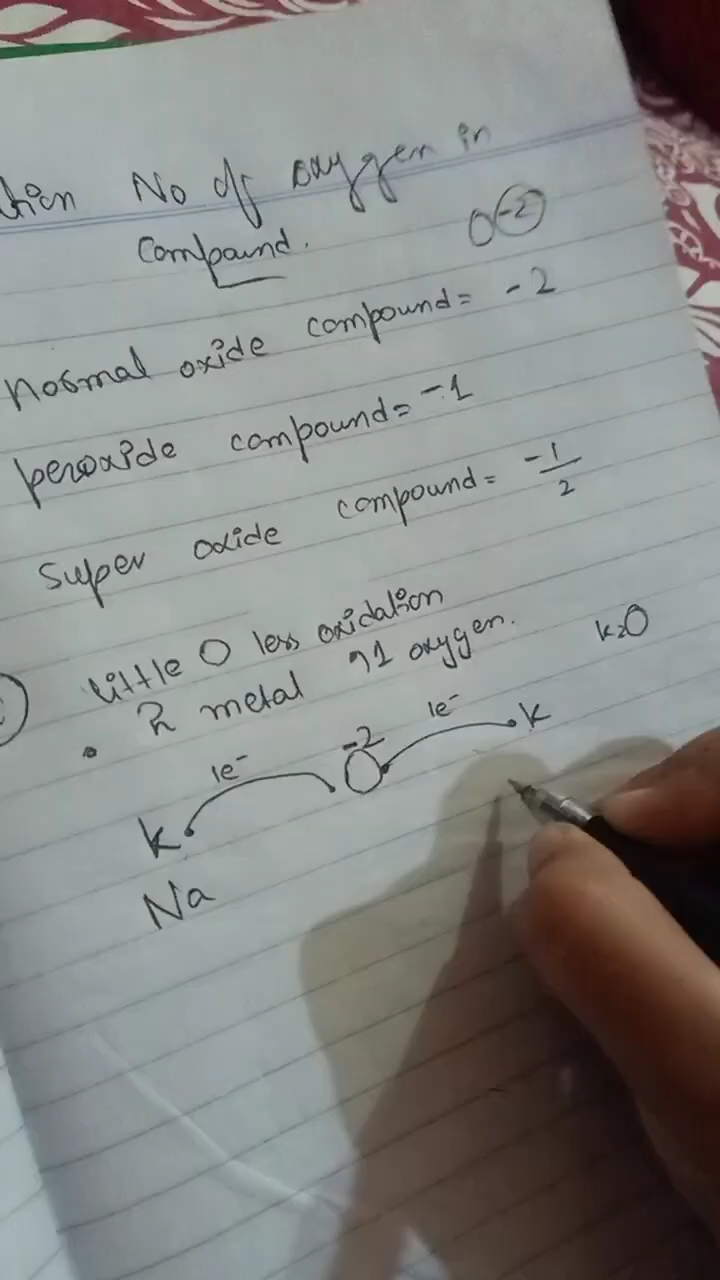 No of oxygen in
compound.
O -2
Normal oxide compound = -2
peroxide compound = -1
Super oxide compound = -1/2
little O less oxidation
• 2 metal 1 oxygen.
K2O
K 1e- O -2 1e- K
Na